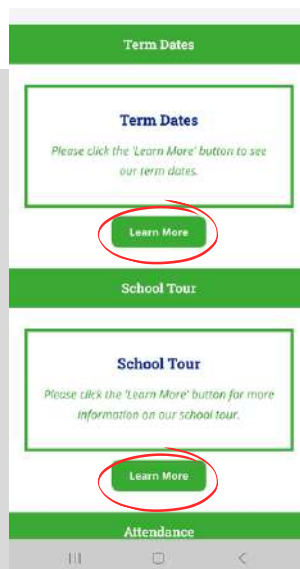 Term Dates
Term Dates
Please click the 'Learn More' button to see
our term dates.
Learn More
School Tour
School Tour
Please click the 'Learn More' button for more
information on our school tour.
Learn More
Attendance